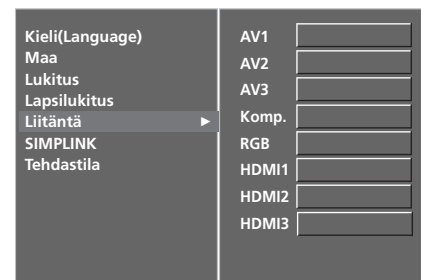 Kieli(Language)
Maa
Lukitus
Lapsilukitus
Liitäntä ►
SIMPLINK
Tehdastila
AV1
AV2
AV3
Komp.
RGB
HDMI1
HDMI2
HDMI3